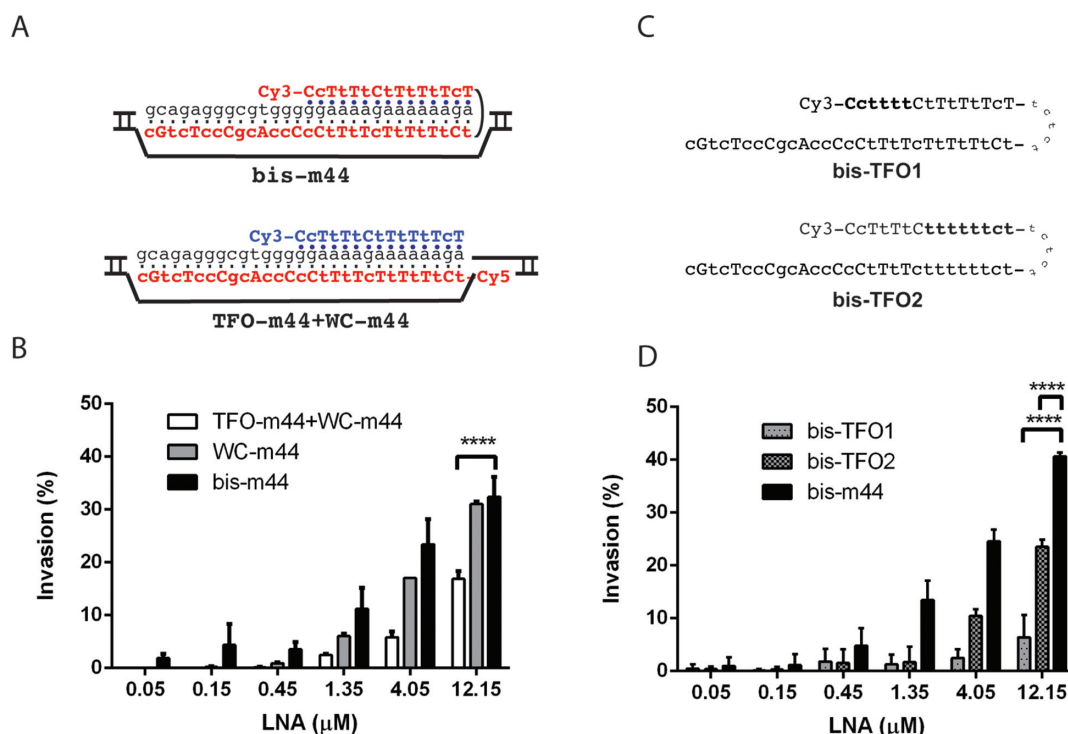 A
Cy3-CcTtTtCtTtTtTcT
gcagagggcgtgggggaaaagaaaaaaga
cGtcTccCgcAccCcCtTtTcTtTtTtCt
bis-m44
Cy3-CcTtTtCtTtTtTcT
gcagagggcgtgggggaaaagaaaaaaga
cGtcTccCgcAccCcCtTtTcTtTtTtCt-Cy5
TFO-m44+WC-m44
C
Cy3-CcttttCtTtTtTcT-
cGtcTccCgcAccCcCtTtTcTtTtTtCt-
bis-TFO1
Cy3-CcTtTtCttttttct-
cGtcTccCgcAccCcCtTtTcttttttct-
bis-TFO2
B
Invasion (%)
50
40
30
20
10
0
TFO-m44+WC-m44
WC-m44
bis-m44
****
0.05 0.15 0.45 1.35 4.05 12.15
LNA (µM)
D
Invasion (%)
50
40
30
20
10
0
bis-TFO1
bis-TFO2
bis-m44
****
****
0.05 0.15 0.45 1.35 4.05 12.15
LNA (µM)